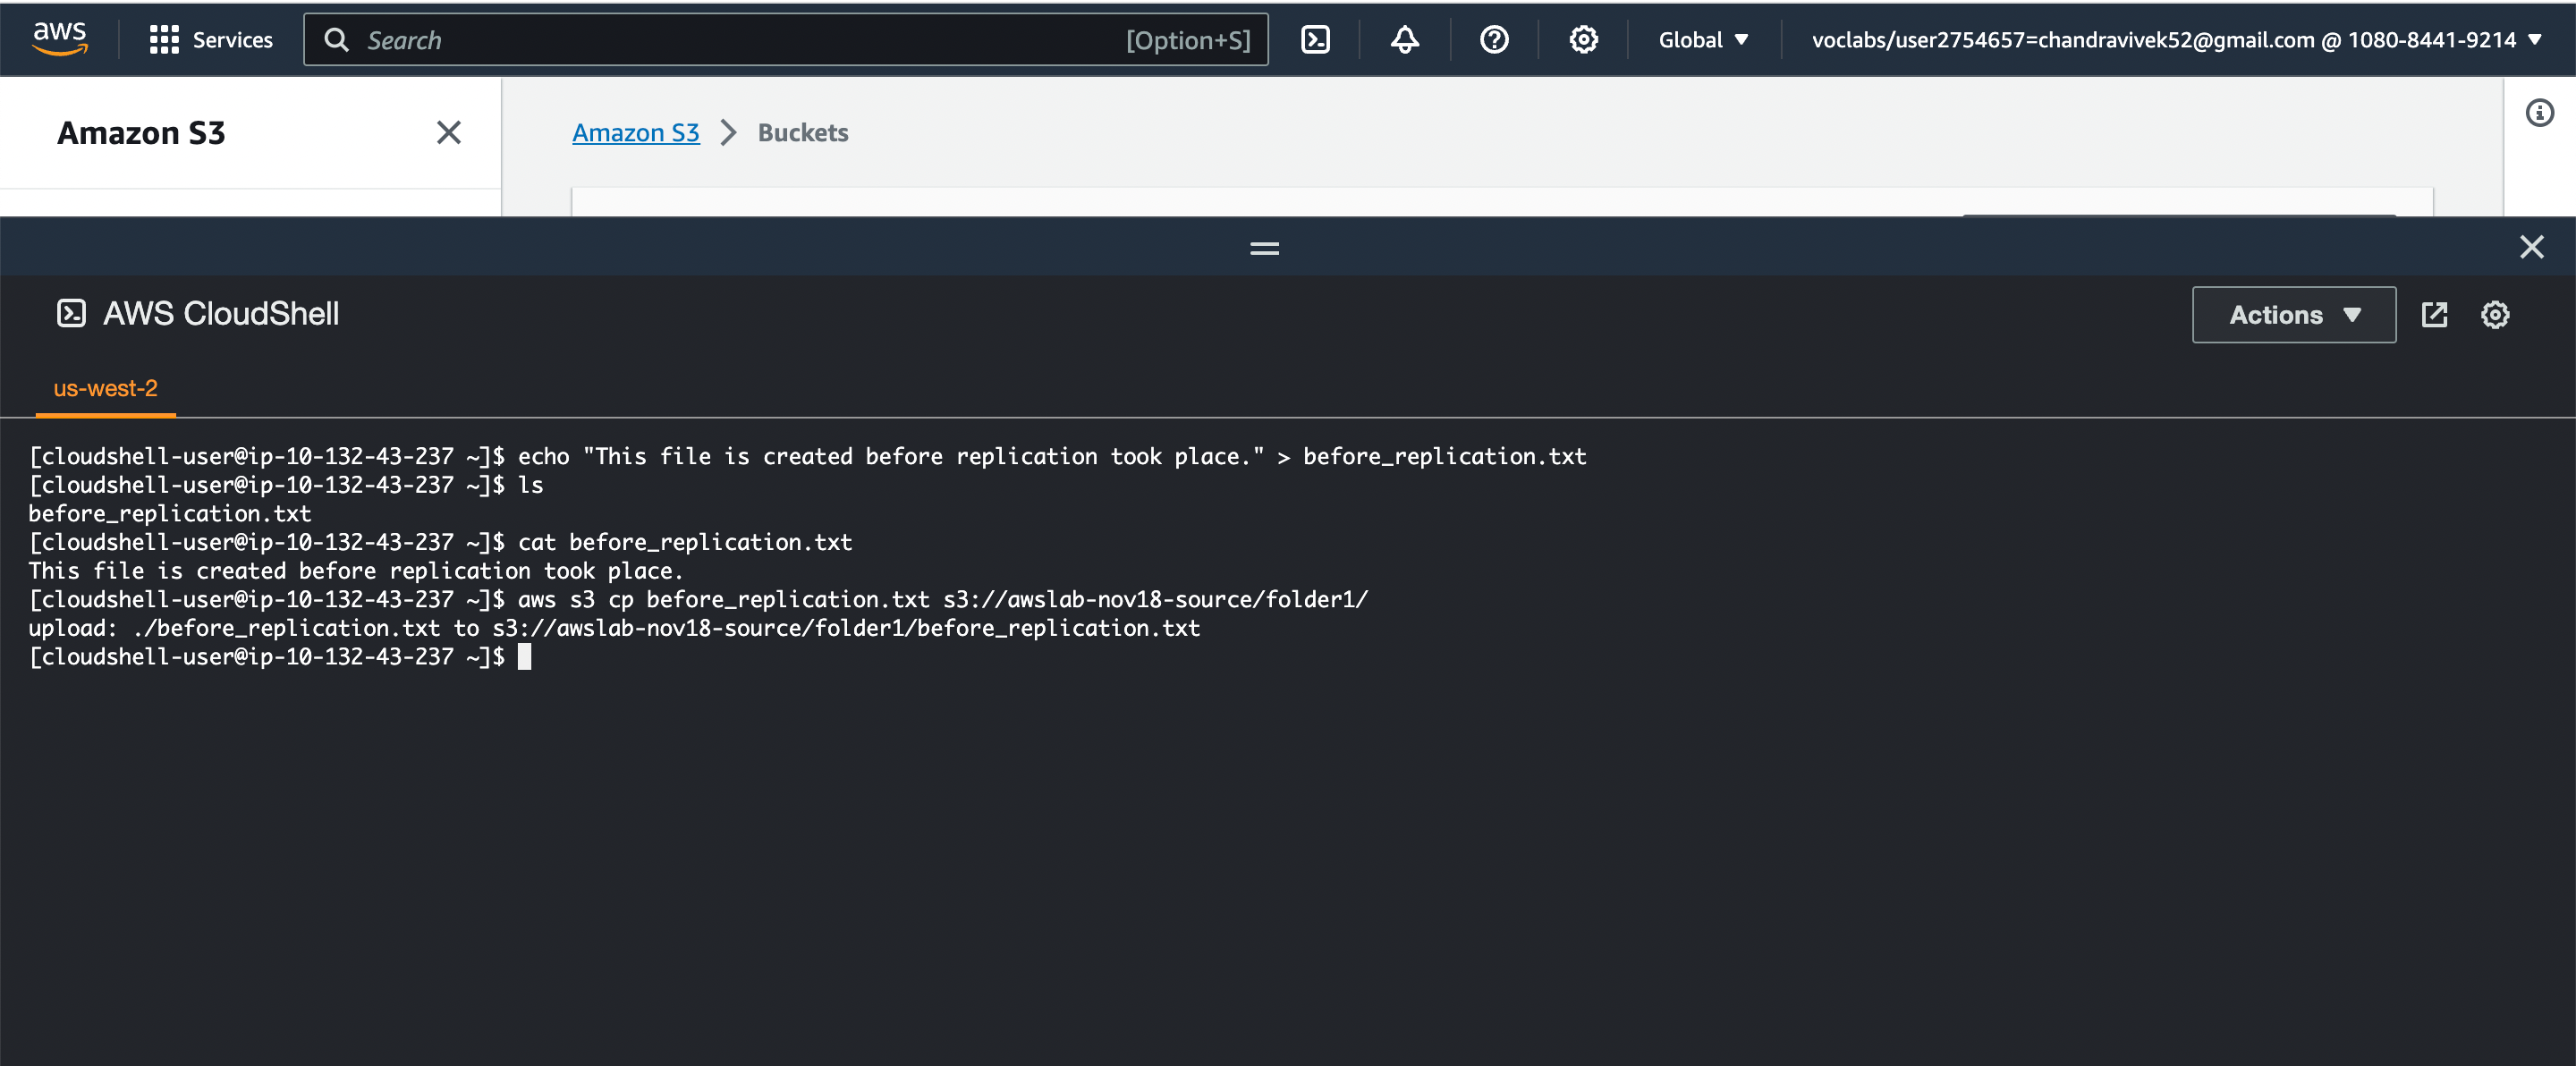 aws Services Search [Option+S] Global voclabs/user2754657=chandravivek52@gmail.com @ 1080-8441-9214
Amazon S3
Amazon S3 > Buckets
AWS CloudShell
Actions
us-west-2
[cloudshell-user@ip-10-132-43-237 ~]$ echo "This file is created before replication took place." > before_replication.txt
[cloudshell-user@ip-10-132-43-237 ~]$ ls
before_replication.txt
[cloudshell-user@ip-10-132-43-237 ~]$ cat before_replication.txt
This file is created before replication took place.
[cloudshell-user@ip-10-132-43-237 ~]$ aws s3 cp before_replication.txt s3://awslab-nov18-source/folder1/
upload: ./before_replication.txt to s3://awslab-nov18-source/folder1/before_replication.txt
[cloudshell-user@ip-10-132-43-237 ~]$